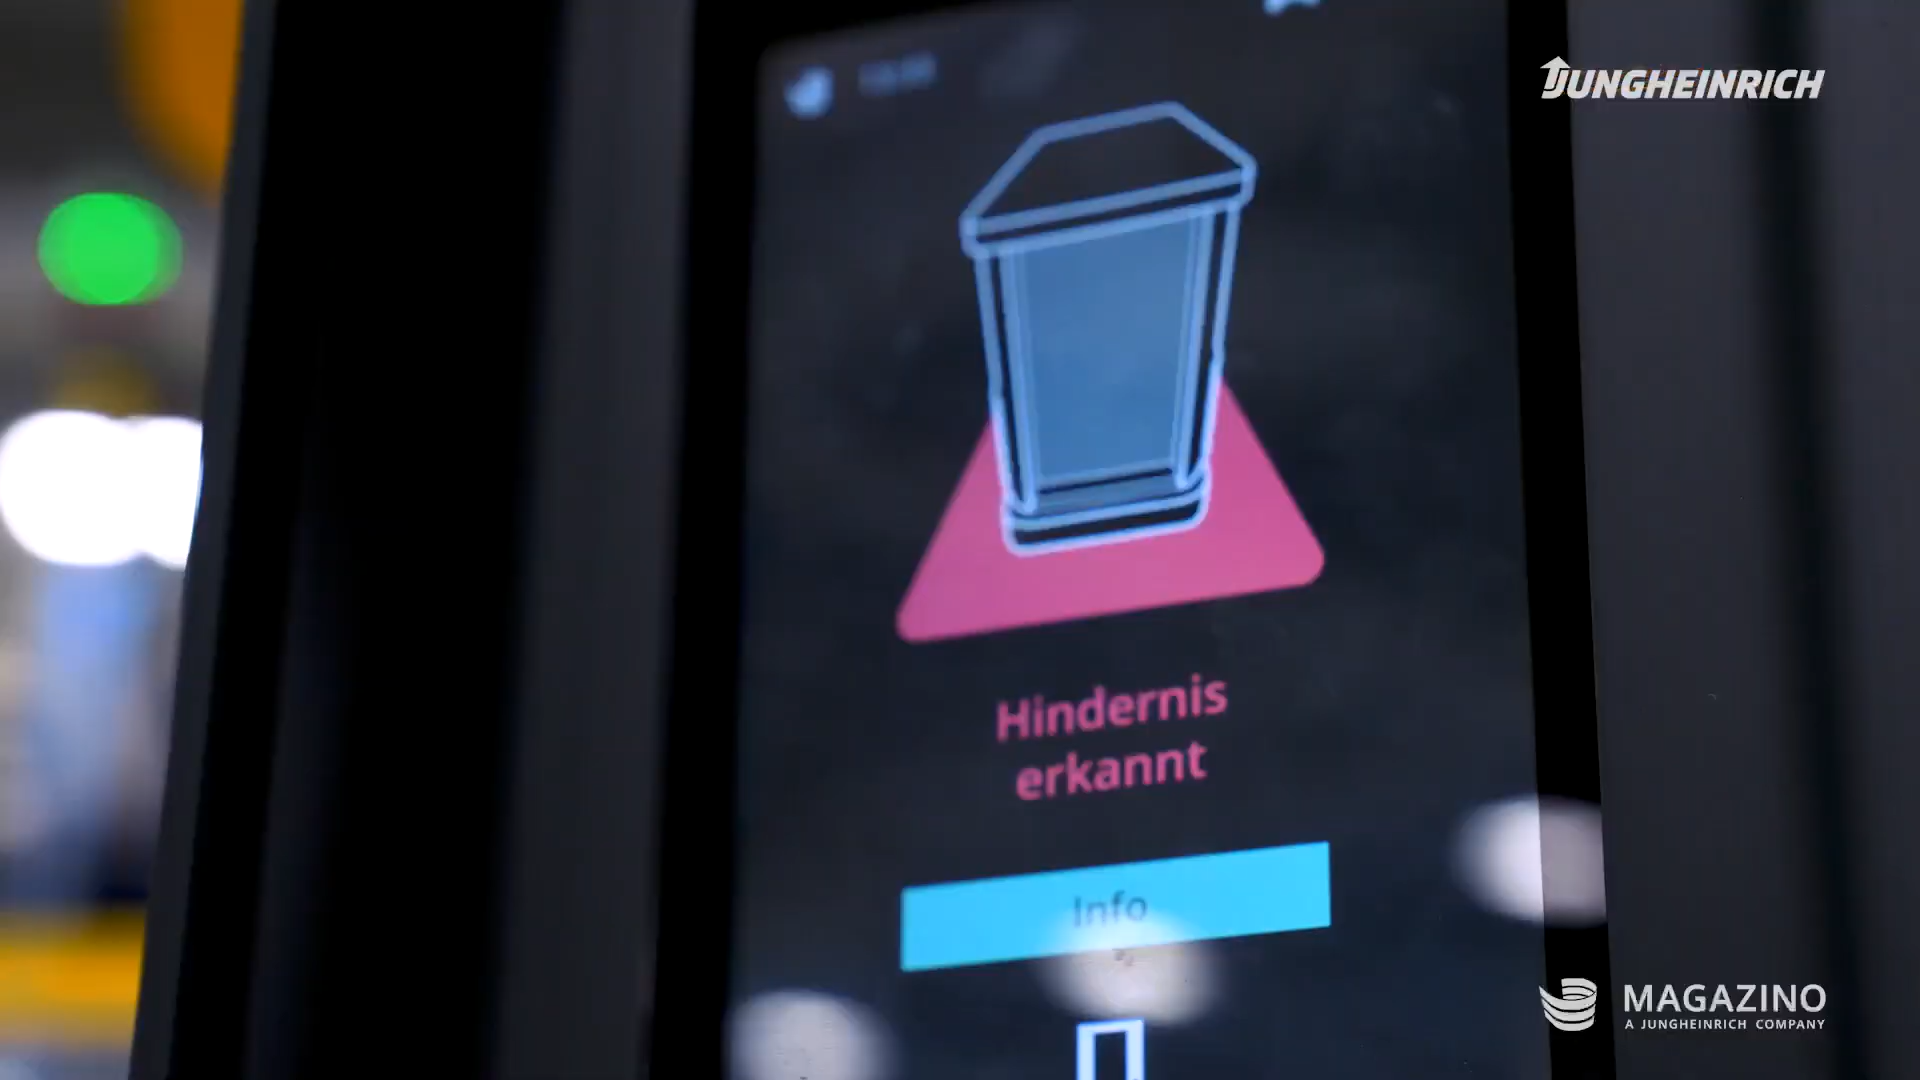 JUNGHEINRICH
Hindernis
erkannt
Info
MAGAZINO
A JUNGHEINRICH COMPANY